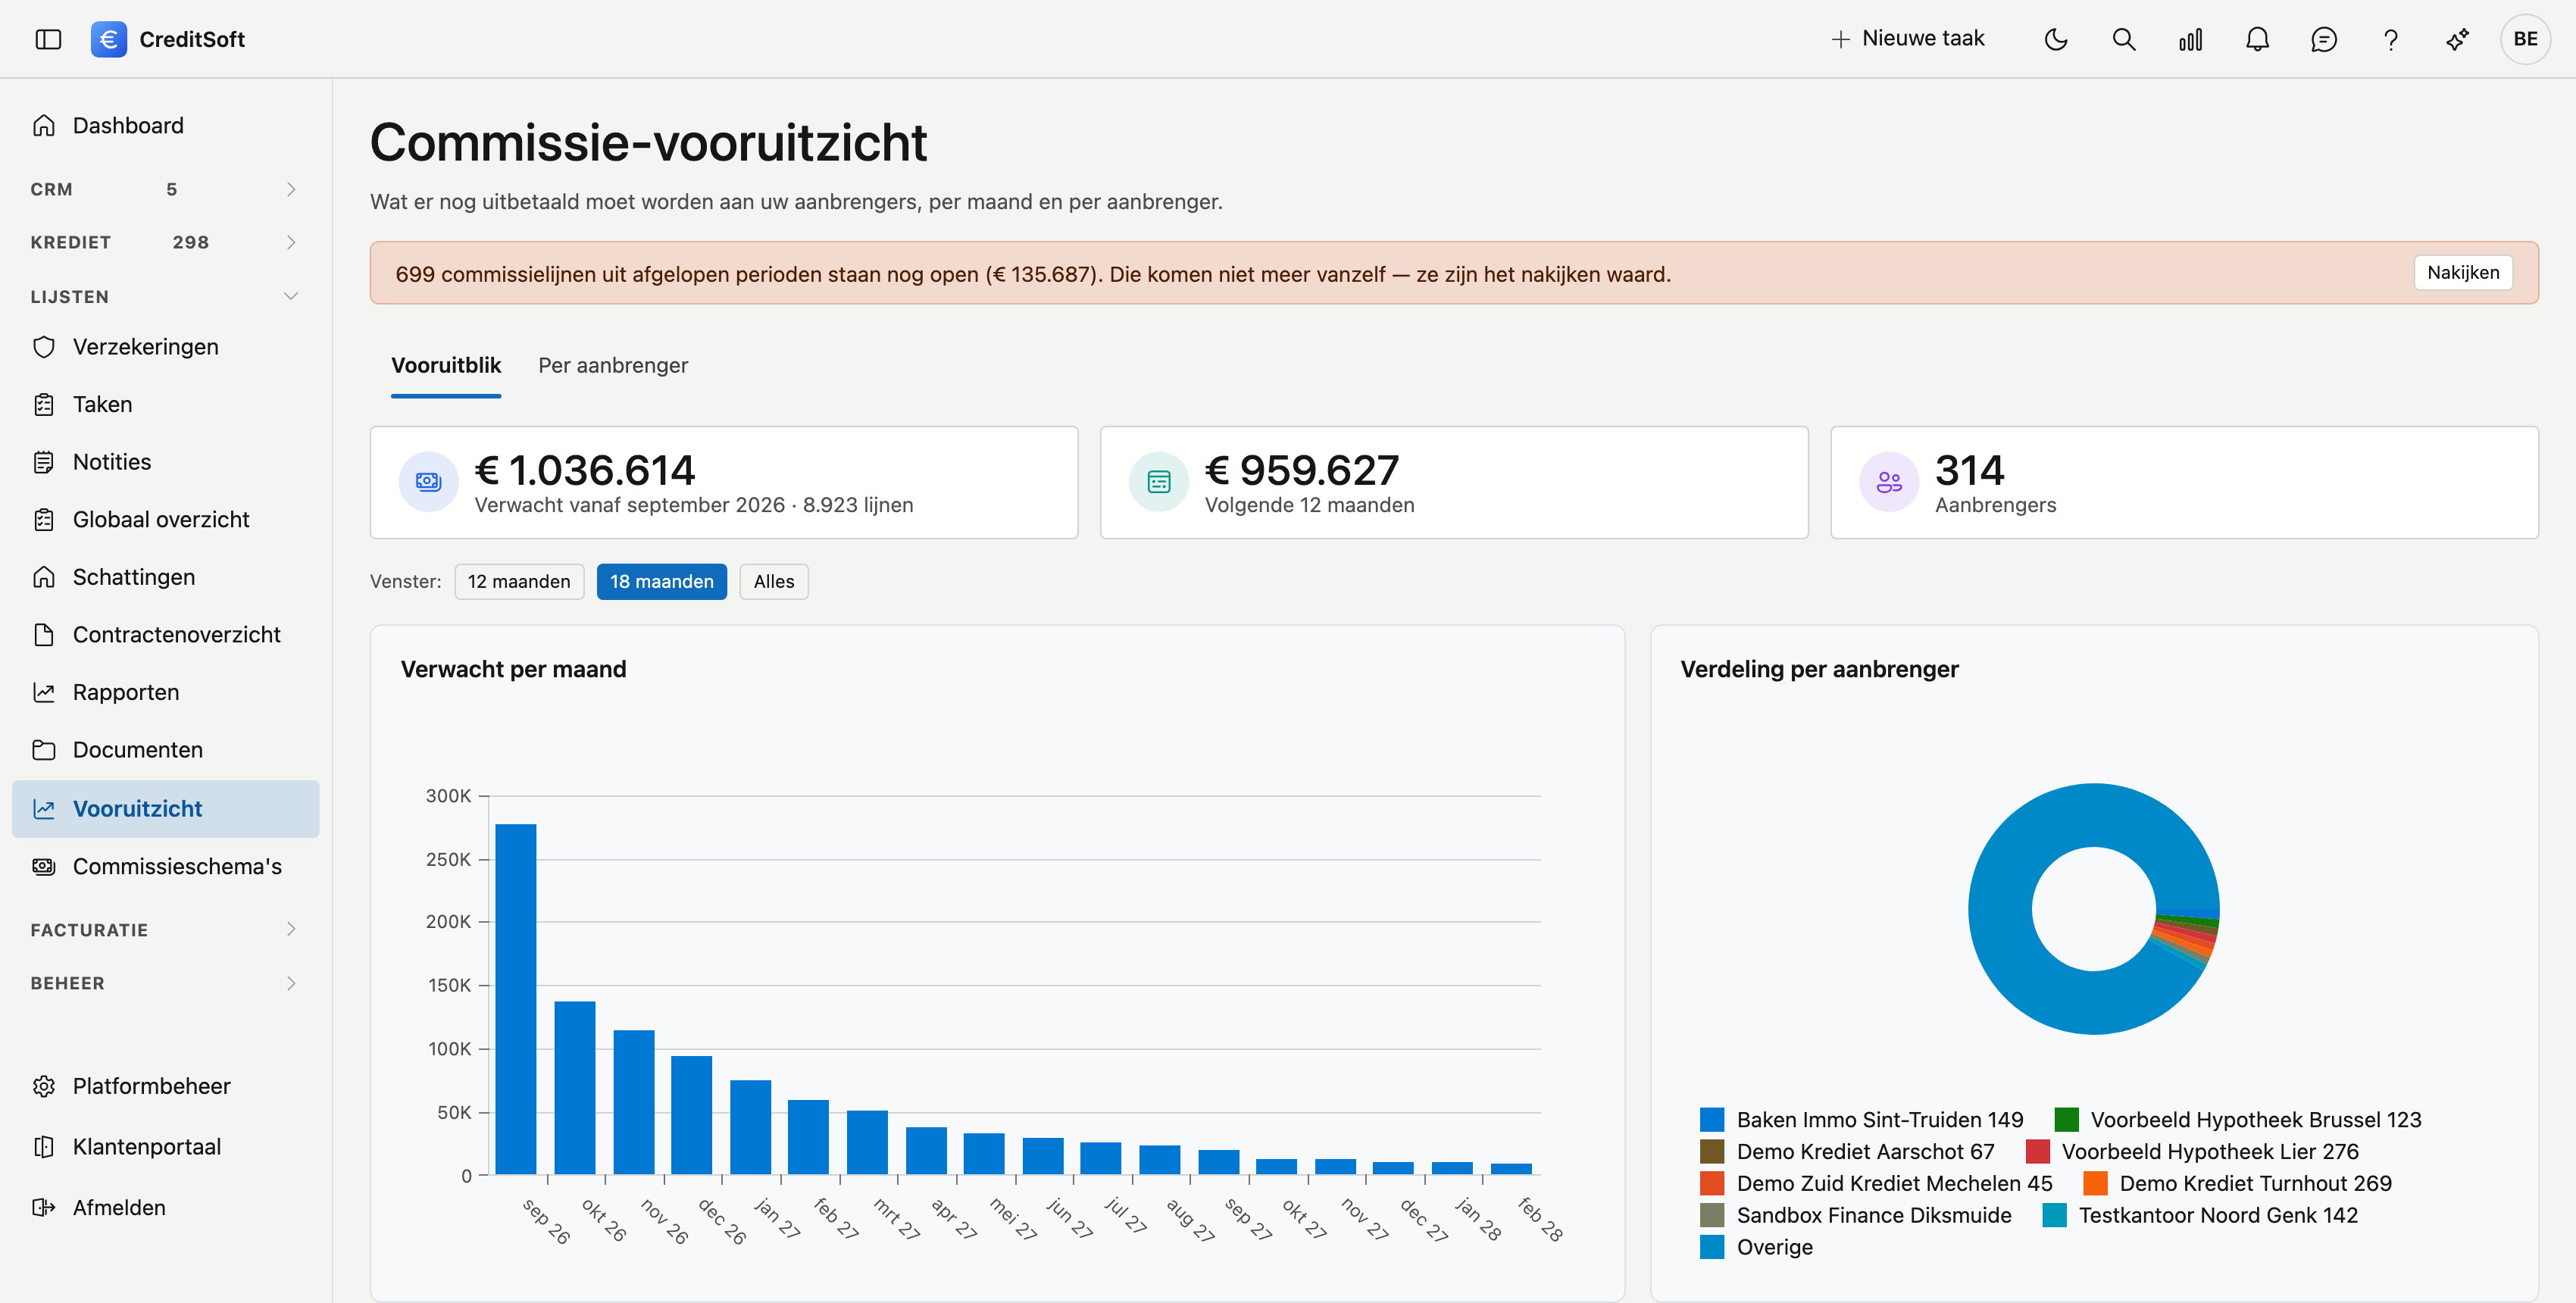 CreditSoft
Nieuwe taak
BE
Dashboard
CRM 5
KREDIET 298
LIJSTEN
Verzekeringen
Taken
Notities
Globaal overzicht
Schattingen
Contractenoverzicht
Rapporten
Documenten
Vooruitzicht
Commissieschema's
FACTURATIE
BEHEER
Platformbeheer
Klantenportaal
Afmelden
Commissie-vooruitzicht
Wat er nog uitbetaald moet worden aan uw aanbrengers, per maand en per aanbrenger.
699 commissielijnen uit afgelopen perioden staan nog open (€ 135.687). Die komen niet meer vanzelf — ze zijn het nakijken waard.
Nakijken
Vooruitblik Per aanbrenger
€ 1.036.614
Verwacht vanaf september 2026 · 8.923 lijnen
€ 959.627
Volgende 12 maanden
314
Aanbrengers
Venster: 12 maanden 18 maanden Alles
Verwacht per maand
300K
250K
200K
150K
100K
50K
0
sep 26 okt 26 nov 26 dec 26 jan 27 feb 27 mrt 27 apr 27 mei 27 jun 27 jul 27 aug 27 sep 27 okt 27 nov 27 dec 27 jan 28 feb 28
Verdeling per aanbrenger
Baken Immo Sint-Truiden 149 Voorbeeld Hypotheek Brussel 123
Demo Krediet Aarschot 67 Voorbeeld Hypotheek Lier 276
Demo Zuid Krediet Mechelen 45 Demo Krediet Turnhout 269
Sandbox Finance Diksmuide Testkantoor Noord Genk 142
Overige